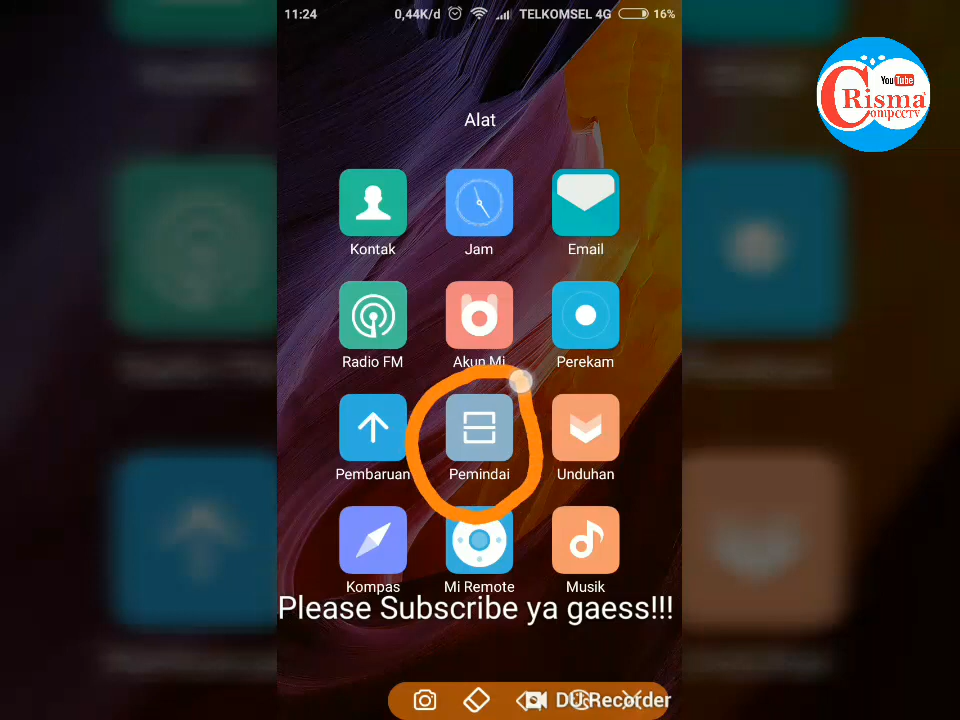 11:24 0,44K/d TELKOMSEL 4G 16%
YouTube
Crisma
CompCCTV
Alat
Kontak Jam Email
Radio FM Akun Mi Perekam
Pembaruan Pemindai Unduhan
Kompas Mi Remote Musik
Please Subscribe ya gaess!!!
DU Recorder